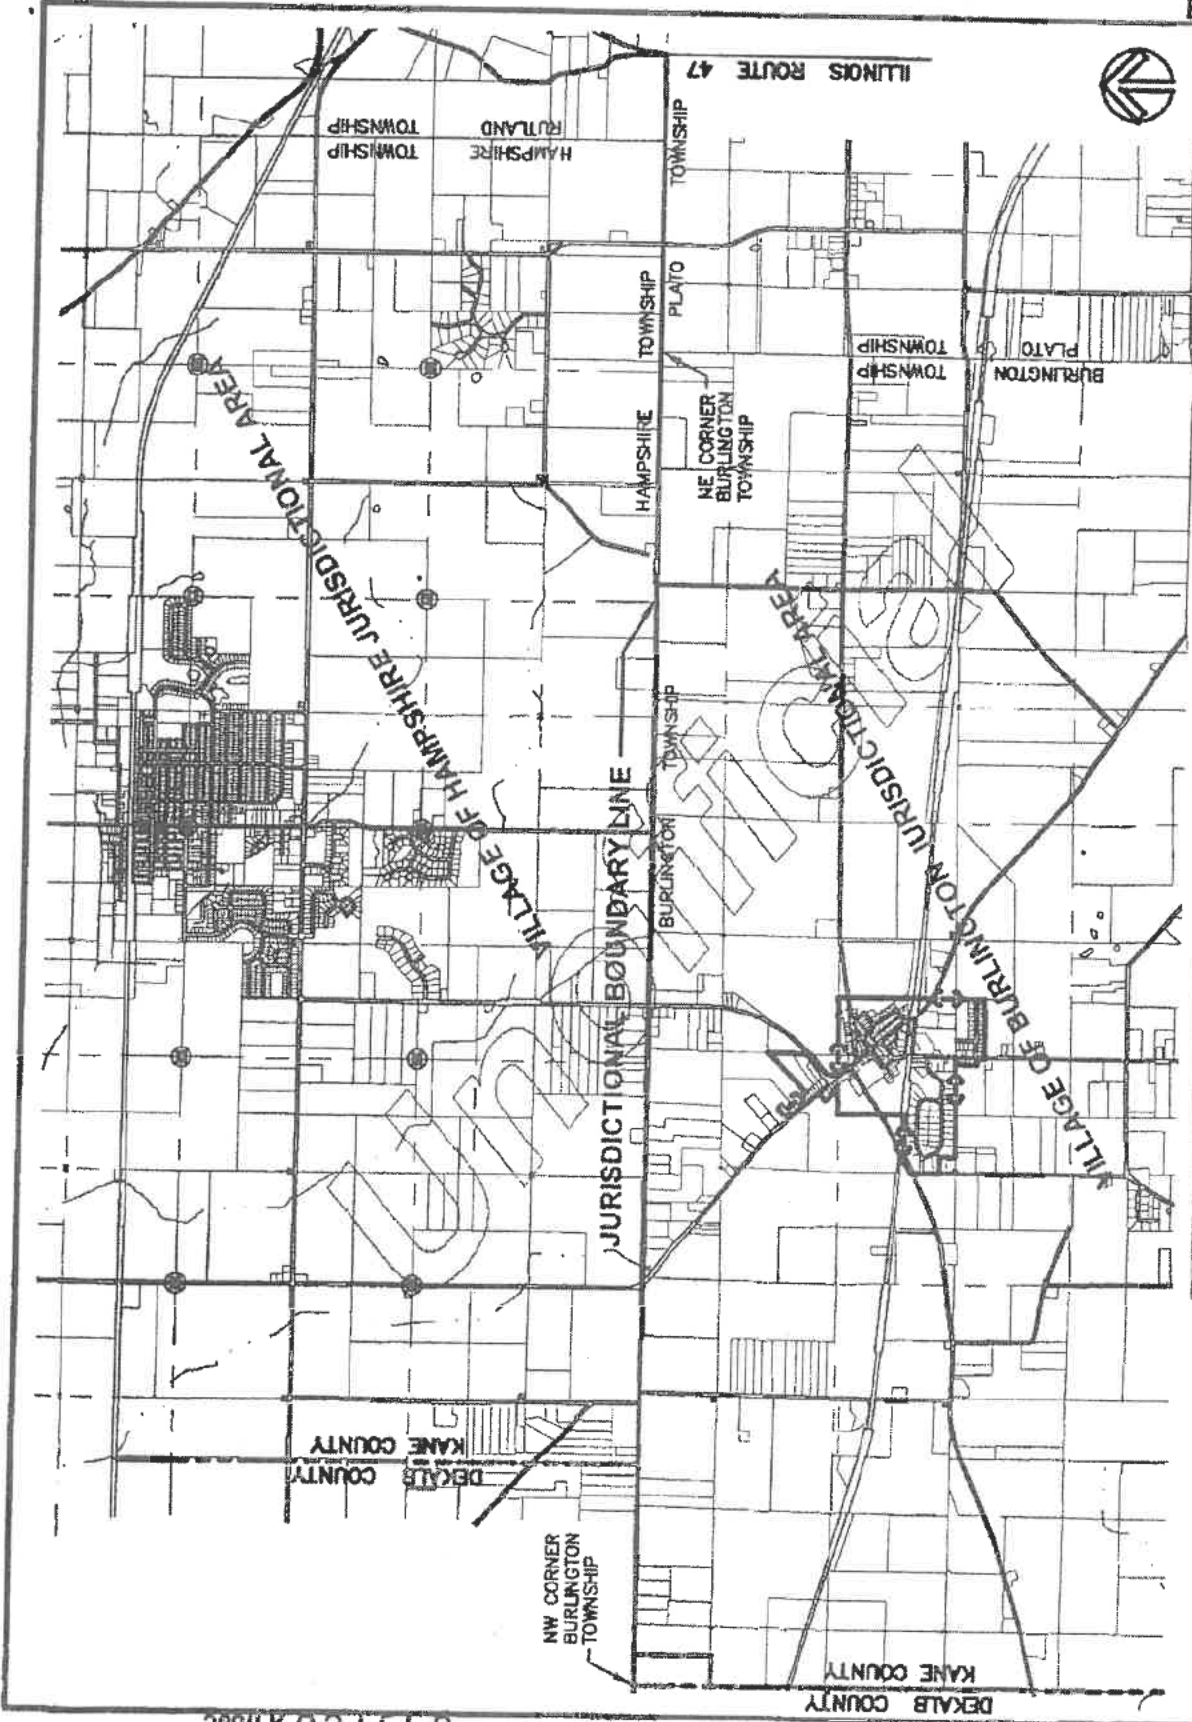 ILLINOIS ROUTE 47
RUTLAND TOWNSHIP
HAMPSHIRE TOWNSHIP
HAMPSHIRE TOWNSHIP
PLATO TOWNSHIP
NE CORNER
BURLINGTON
TOWNSHIP
PLATO TOWNSHIP
BURLINGTON TOWNSHIP
VILLAGE OF HAMPSHIRE JURISDICTIONAL AREA
JURISDICTIONAL BOUNDARY LINE
BURLINGTON TOWNSHIP
VILLAGE OF BURLINGTON JURISDICTIONAL AREA
Unofficial
KANE COUNTY
DEKALB COUNTY
NW CORNER
BURLINGTON
TOWNSHIP
KANE COUNTY
DEKALB COUNTY